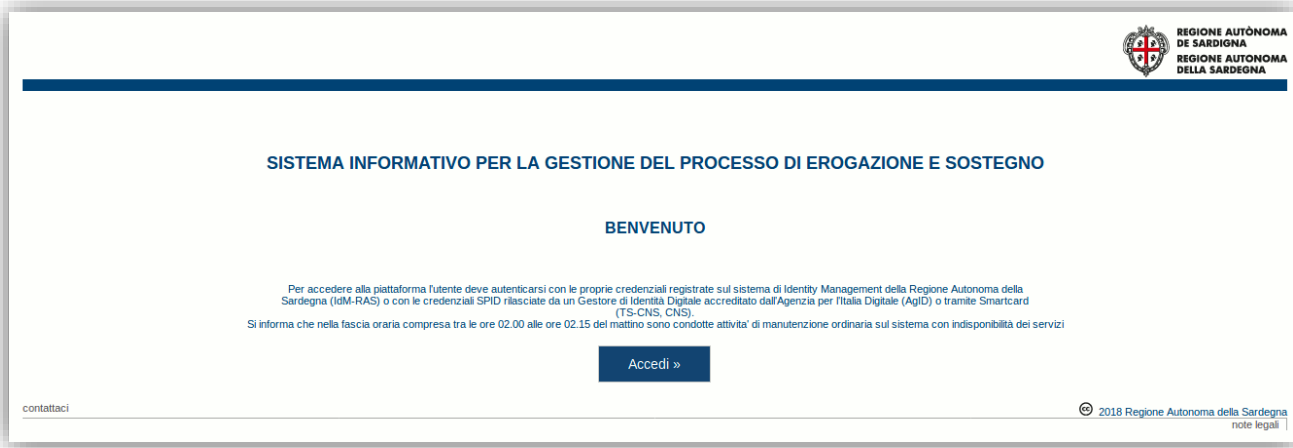 REGIONE AUTÒNOMA
DE SARDIGNA
REGIONE AUTONOMA
DELLA SARDEGNA
SISTEMA INFORMATIVO PER LA GESTIONE DEL PROCESSO DI EROGAZIONE E SOSTEGNO
BENVENUTO
Per accedere alla piattaforma l'utente deve autenticarsi con le proprie credenziali registrate sul sistema di Identity Management della Regione Autonoma della
Sardegna (IdM-RAS) o con le credenziali SPID rilasciate da un Gestore di Identità Digitale accreditato dall'Agenzia per l'Italia Digitale (AgID) o tramite Smartcard
(TS-CNS, CNS).
Si informa che nella fascia oraria compresa tra le ore 02.00 alle ore 02.15 del mattino sono condotte attivita' di manutenzione ordinaria sul sistema con indisponibilità dei servizi
Accedi »
contattaci
cc 2018 Regione Autonoma della Sardegna
note legali